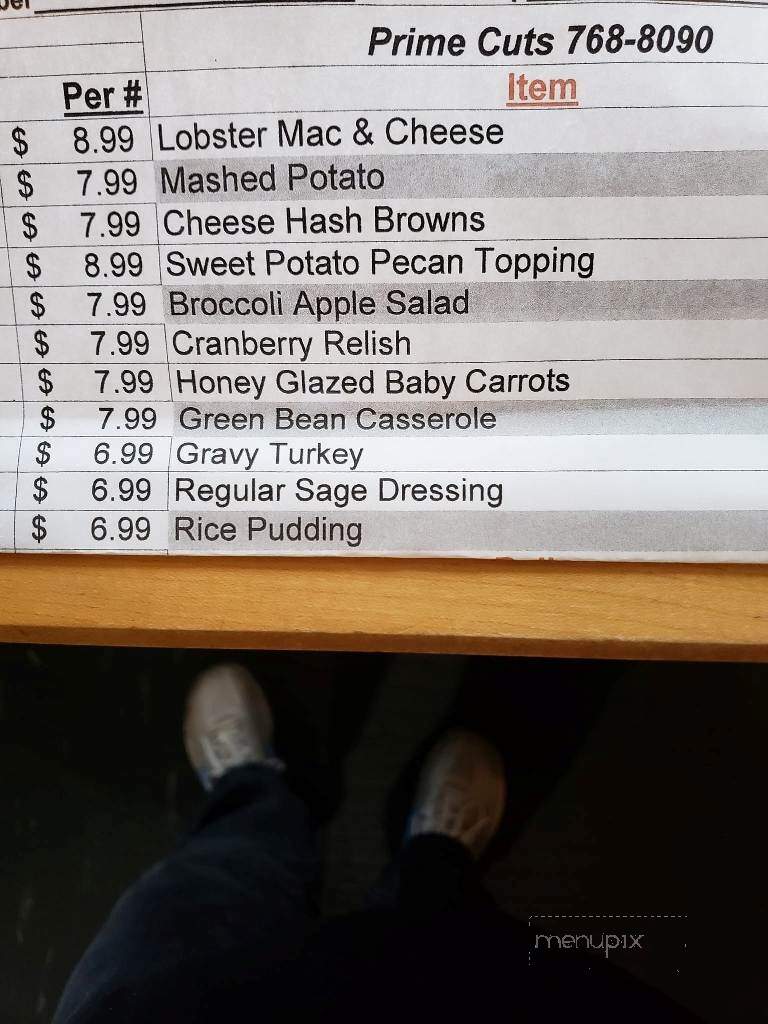 Prime Cuts 768-8090
Per # Item
$ 8.99 Lobster Mac & Cheese
$ 7.99 Mashed Potato
$ 7.99 Cheese Hash Browns
$ 8.99 Sweet Potato Pecan Topping
$ 7.99 Broccoli Apple Salad
$ 7.99 Cranberry Relish
$ 7.99 Honey Glazed Baby Carrots
$ 7.99 Green Bean Casserole
$ 6.99 Gravy Turkey
$ 6.99 Regular Sage Dressing
$ 6.99 Rice Pudding
menupix